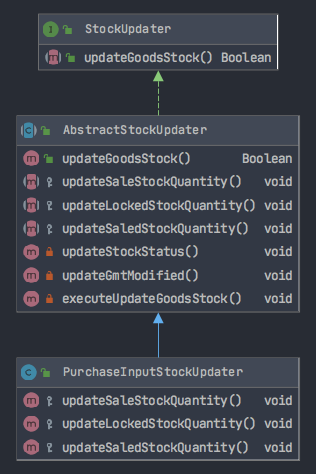 StockUpdater
updateGoodsStock() Boolean
AbstractStockUpdater
updateGoodsStock() Boolean
updateSaleStockQuantity() void
updateLockedStockQuantity() void
updateSaledStockQuantity() void
updateStockStatus() void
updateGmtModified() void
executeUpdateGoodsStock() void
PurchaseInputStockUpdater
updateSaleStockQuantity() void
updateLockedStockQuantity() void
updateSaledStockQuantity() void